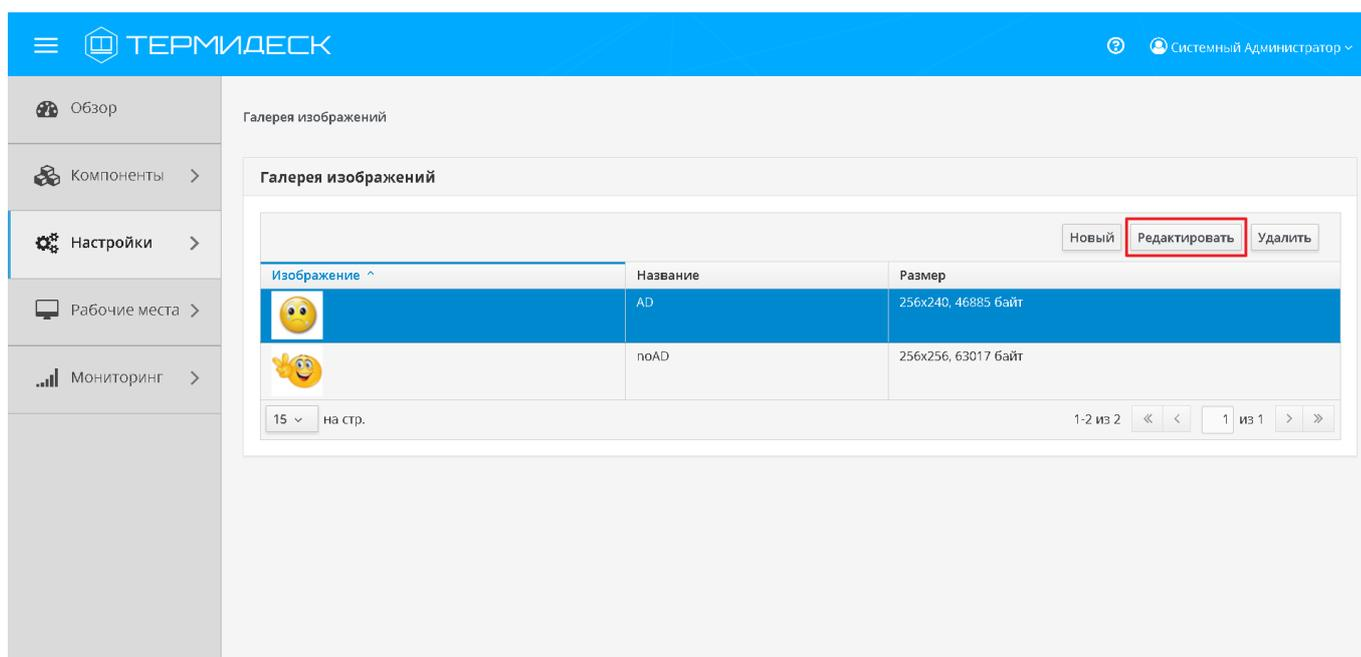 ТЕРМИДЕСК
Системный Администратор
Обзор
Компоненты
Настройки
Рабочие места
Мониторинг
Галерея изображений
Галерея изображений
Новый Редактировать Удалить
Изображение ^ Название Размер
AD 256x240, 46885 байт
noAD 256x256, 63017 байт
15 на стр. 1-2 из 2 « < 1 из 1 > »